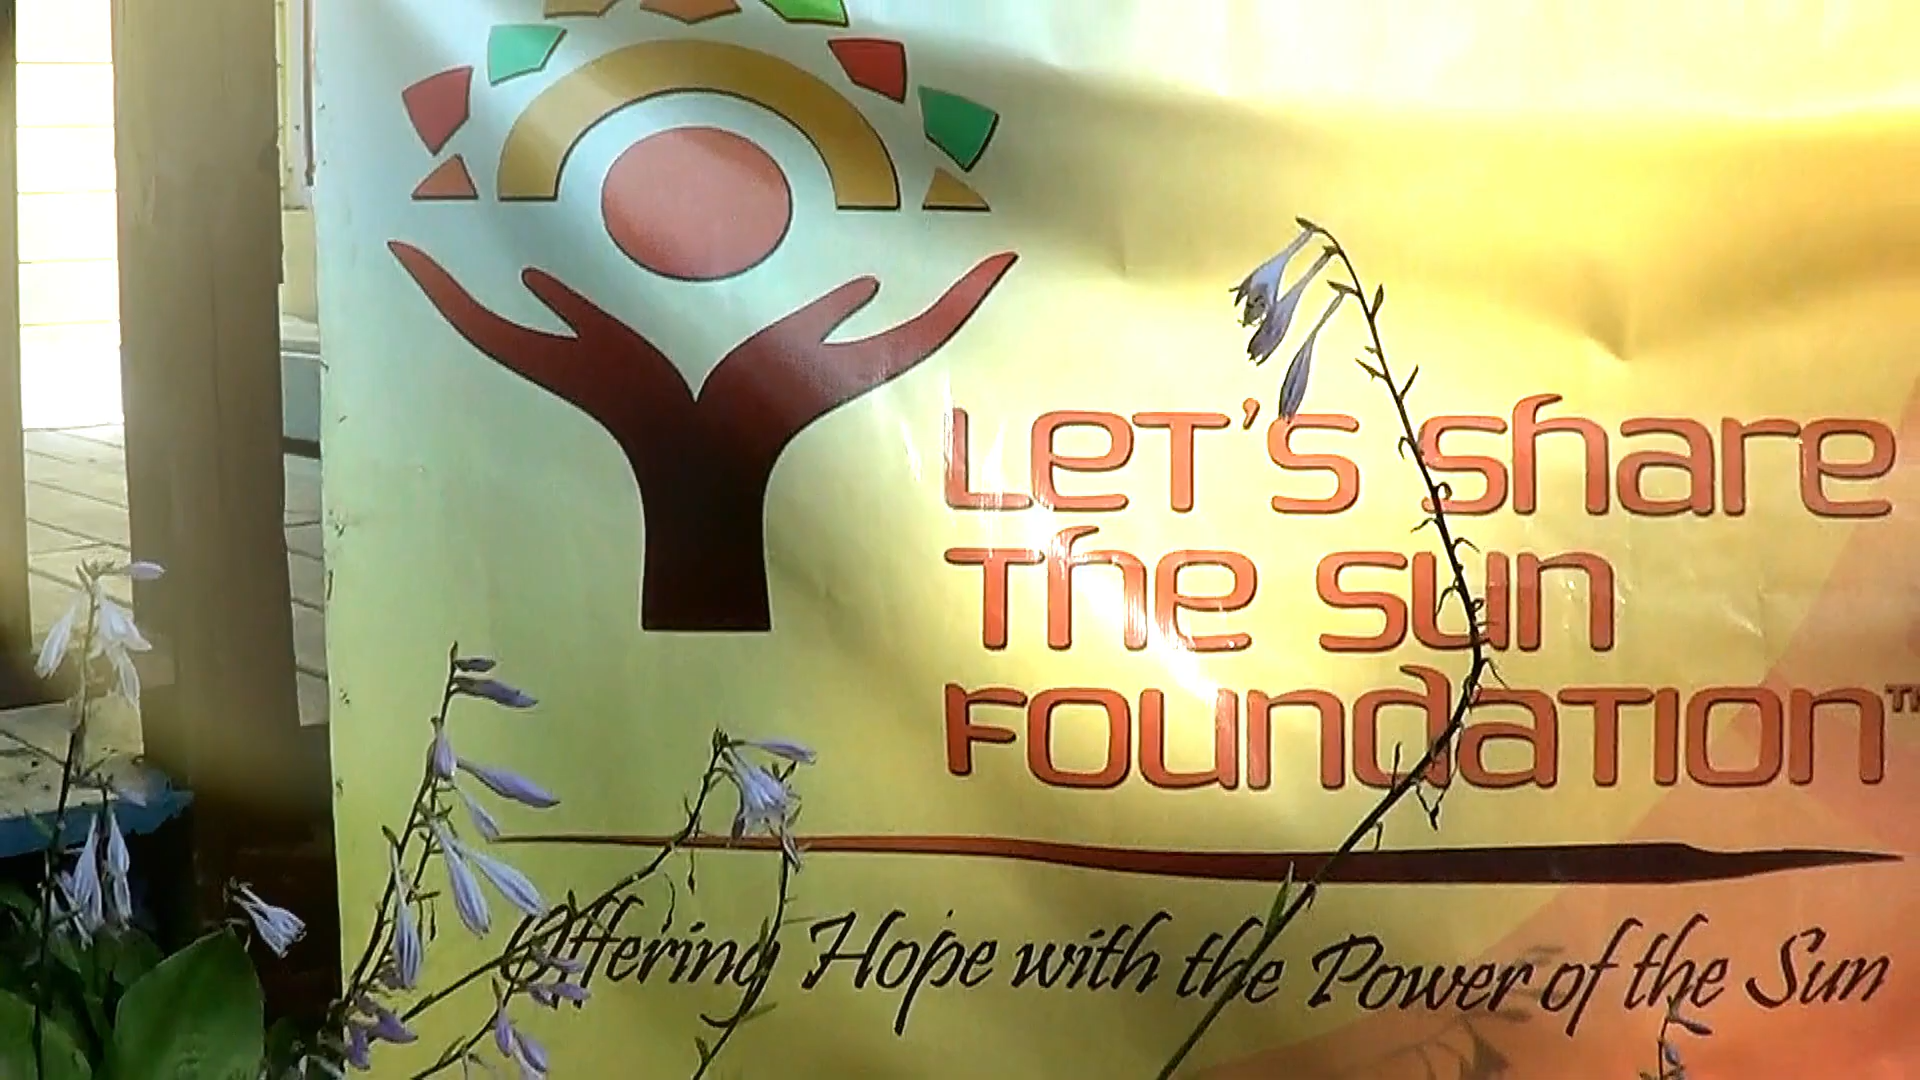 Let's share
The sun
Foundation™
Offering Hope with the Power of the Sun